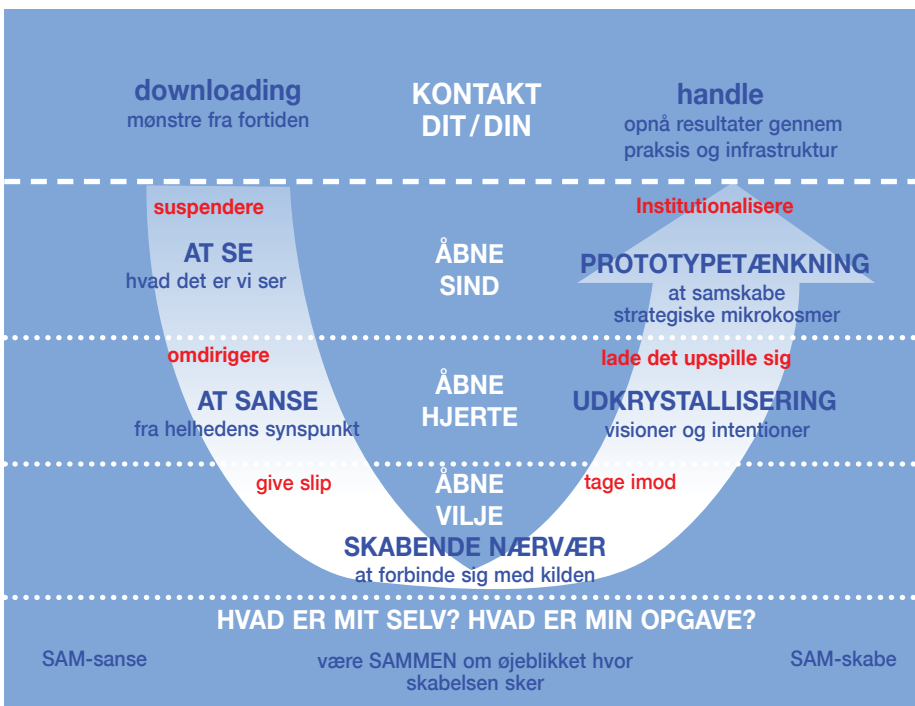 downloading
mønstre fra fortiden
KONTAKT
DIT/DIN
handle
opnå resultater gennem
praksis og infrastruktur
suspendere
Institutionalisere
AT SE
hvad det er vi ser
ÅBNE
SIND
PROTOTYPETÆNKNING
at samskabe
strategiske mikrokosmer
omdirigere
lade det upspille sig
AT SANSE
fra helhedens synspunkt
ÅBNE
HJERTE
UDKRYSTALLISERING
visioner og intentioner
give slip
ÅBNE
VILJE
tage imod
SKABENDE NÆRVÆR
at forbinde sig med kilden
HVAD ER MIT SELV? HVAD ER MIN OPGAVE?
SAM-sanse
være SAMMEN om øjeblikket hvor
skabelsen sker
SAM-skabe